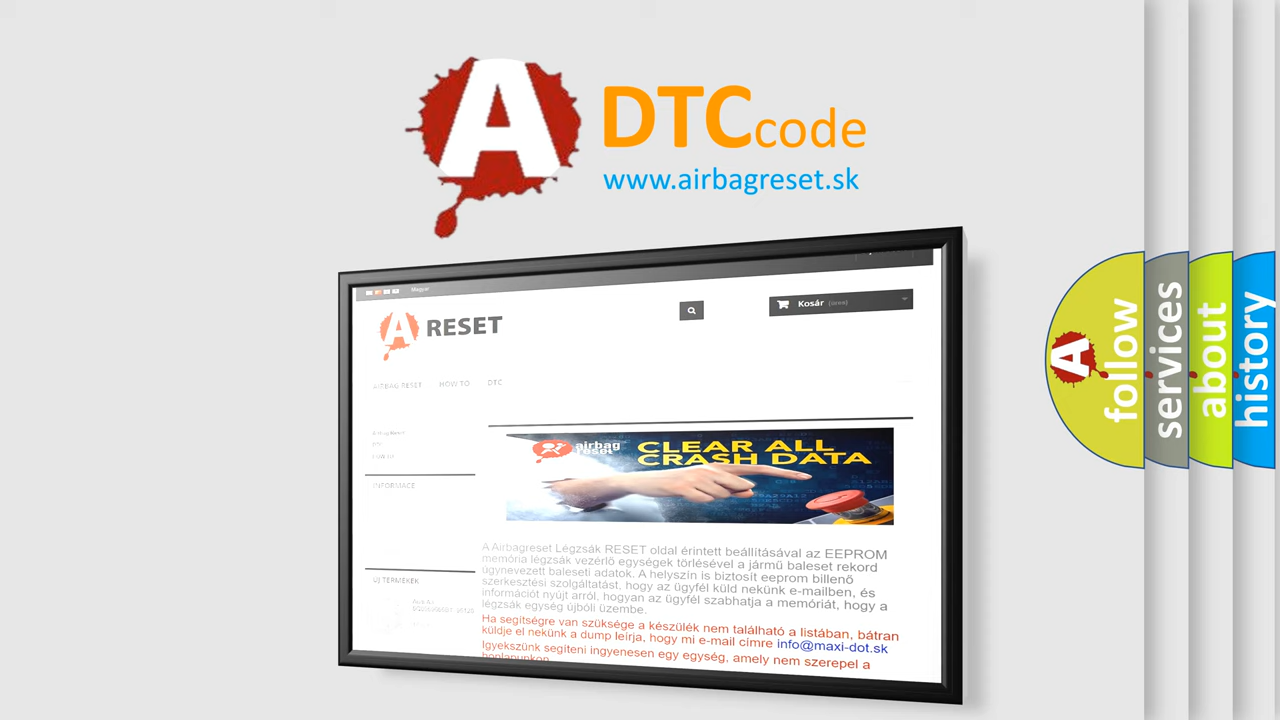 A
DTCcode
www.airbagreset.sk
Magyar
A RESET
Kosár (üres)
AIRBAG RESET HOW TO DTC
Airbag Reset
INFORMACE
airbag
reset
CLEAR ALL
CRASH DATA
A Airbagreset Légzsák RESET oldal érintett beállításával az EEPROM
memória légzsák vezérlő egységek törlésével a jármű baleset rekord
úgynevezett baleseti adatok. A helyszín is biztosít eeprom billenő
szerkesztési szolgáltatást, hogy az ügyfél küld nekünk e-mailben, és
információt nyújt arról, hogyan az ügyfél szabhatja a memóriát, hogy a
légzsák egység újbóli üzembe.
ÚJ TERMÉKEK
Ha segítségre van szüksége a készülék nem található a listában, bátran
küldje el nekünk a dump leírja, hogy mi e-mail címre info@maxi-dot.sk
Igyekszünk segíteni ingyenesen egy egység, amely nem szerepel a
honlapunkon
A
follow
services
about
history